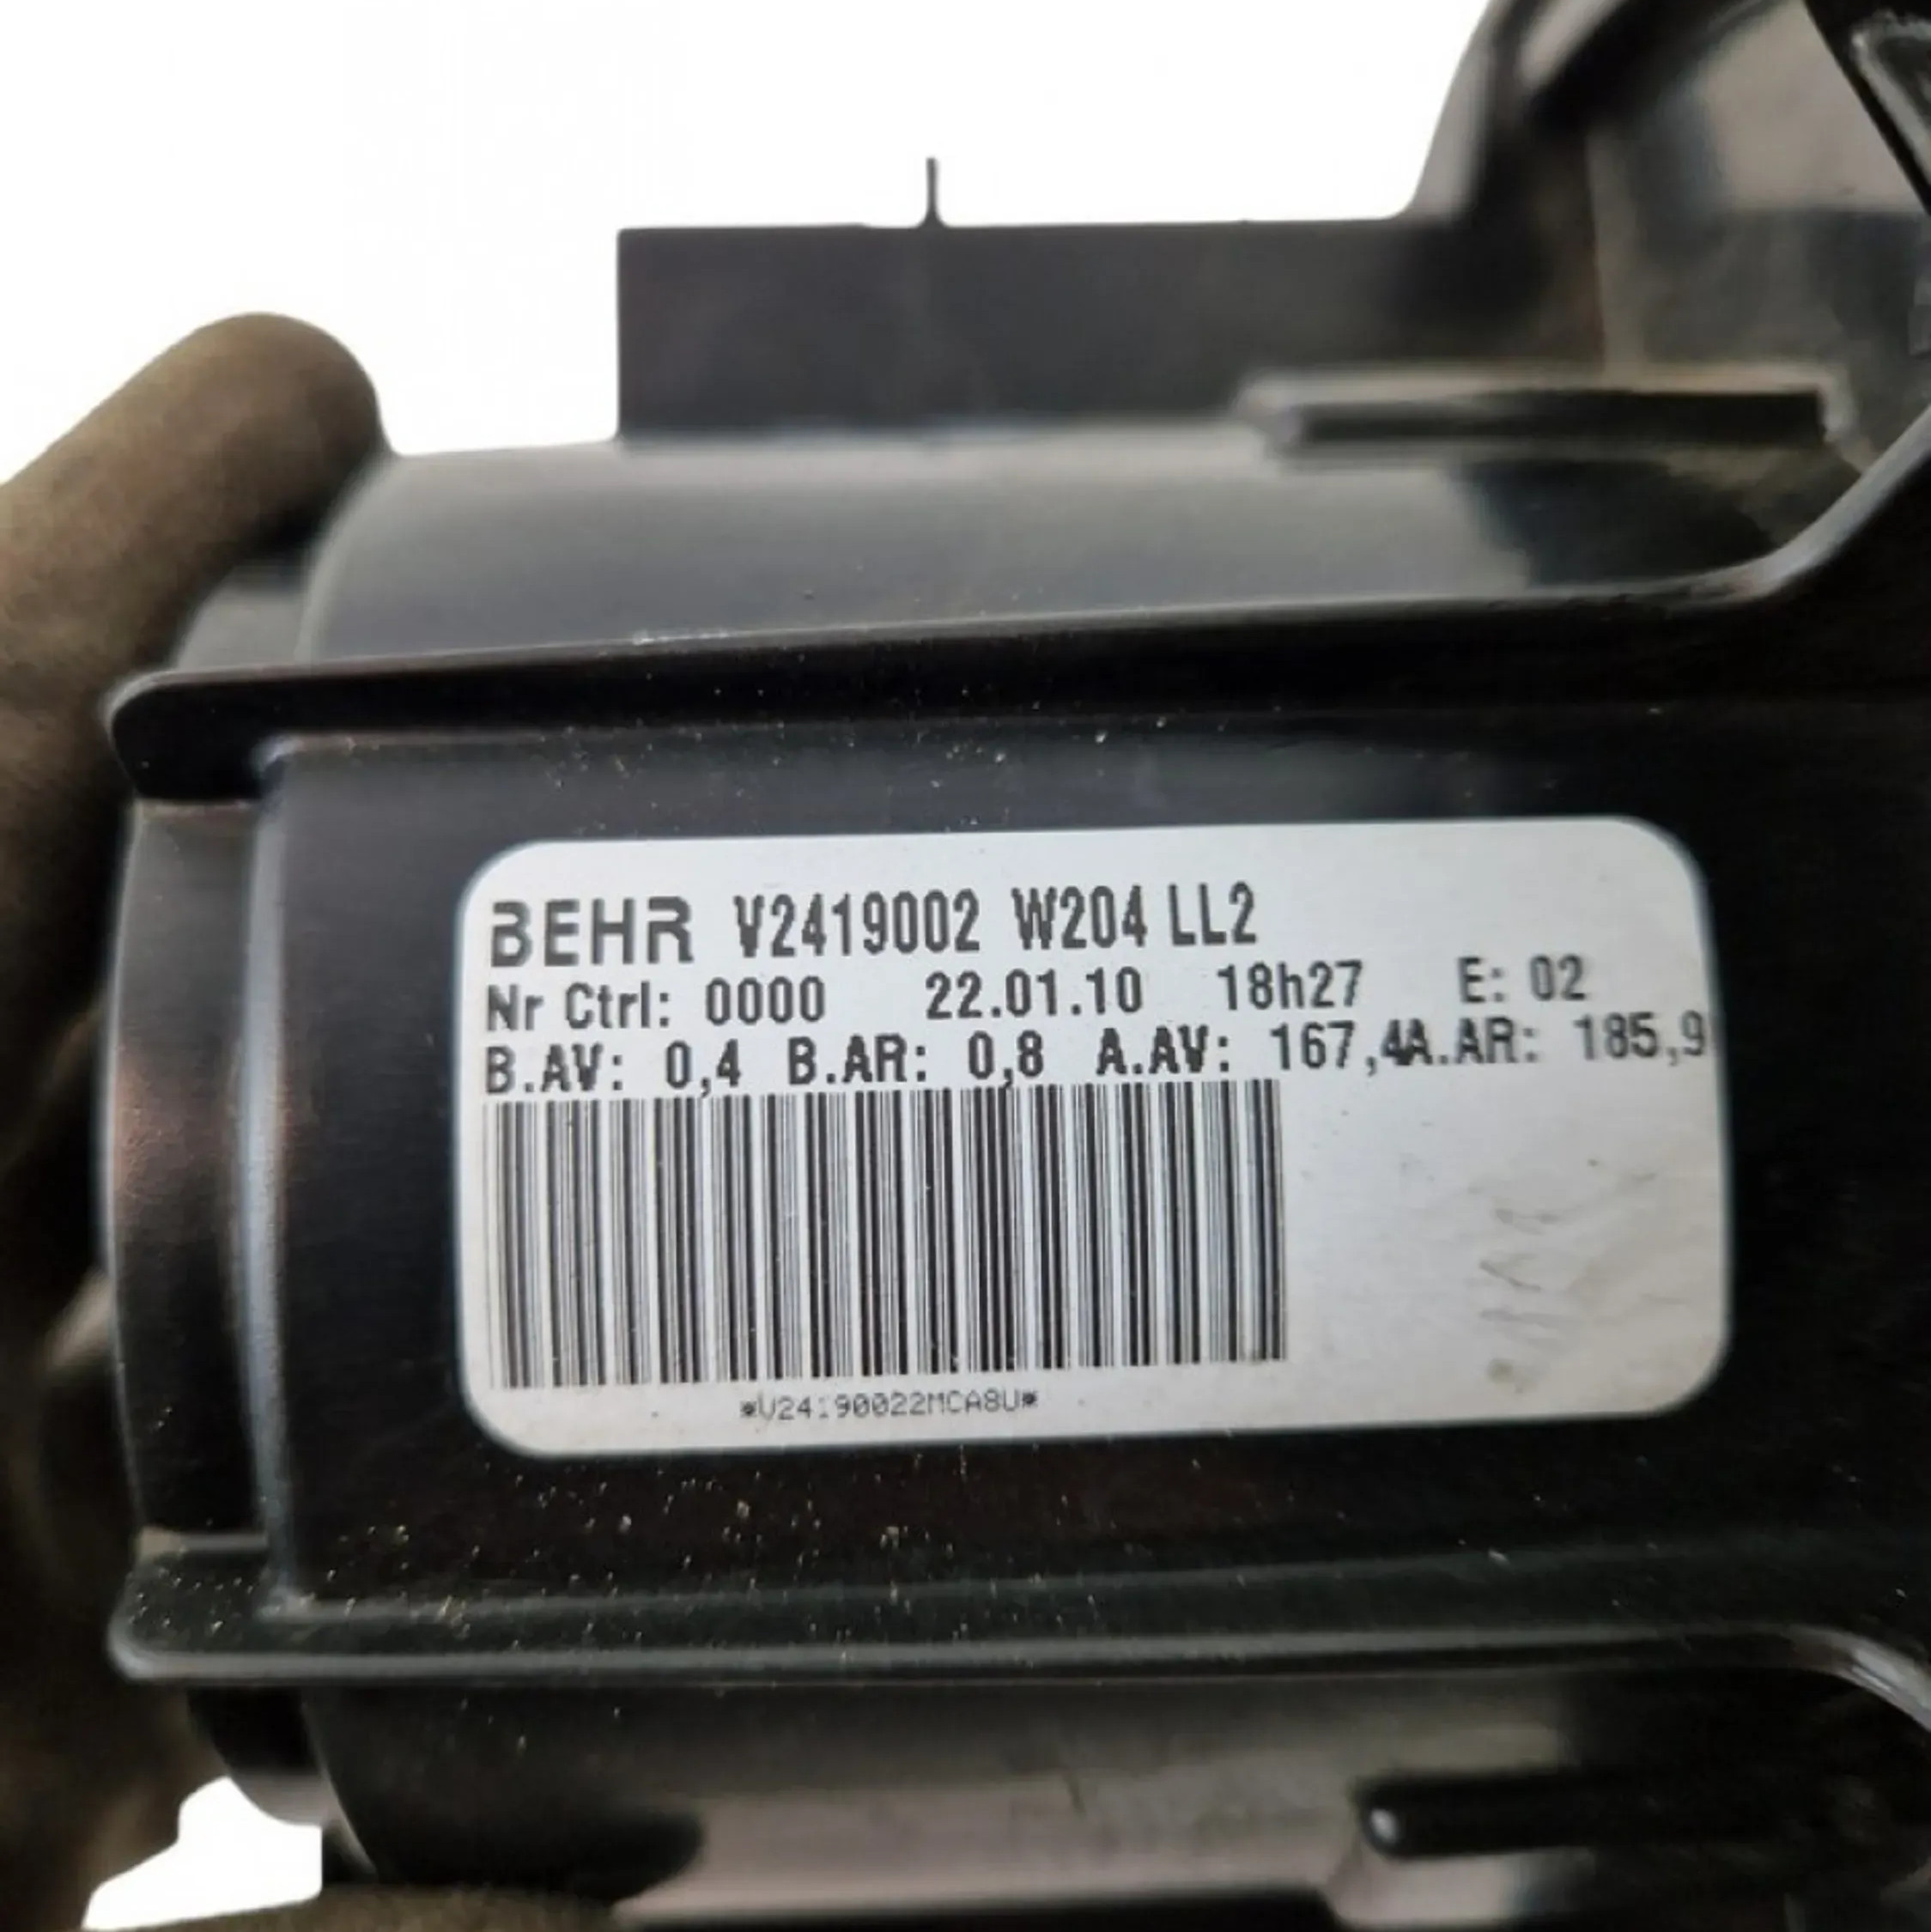 BEHR V2419002 W204 LL2
Nr Ctrl: 0000 22.01.10 18h27 E: 02
B.AV: 0,4 B.AR: 0,8 A.AV: 167,4A.AR: 185,9
*V24190022MCA8U*